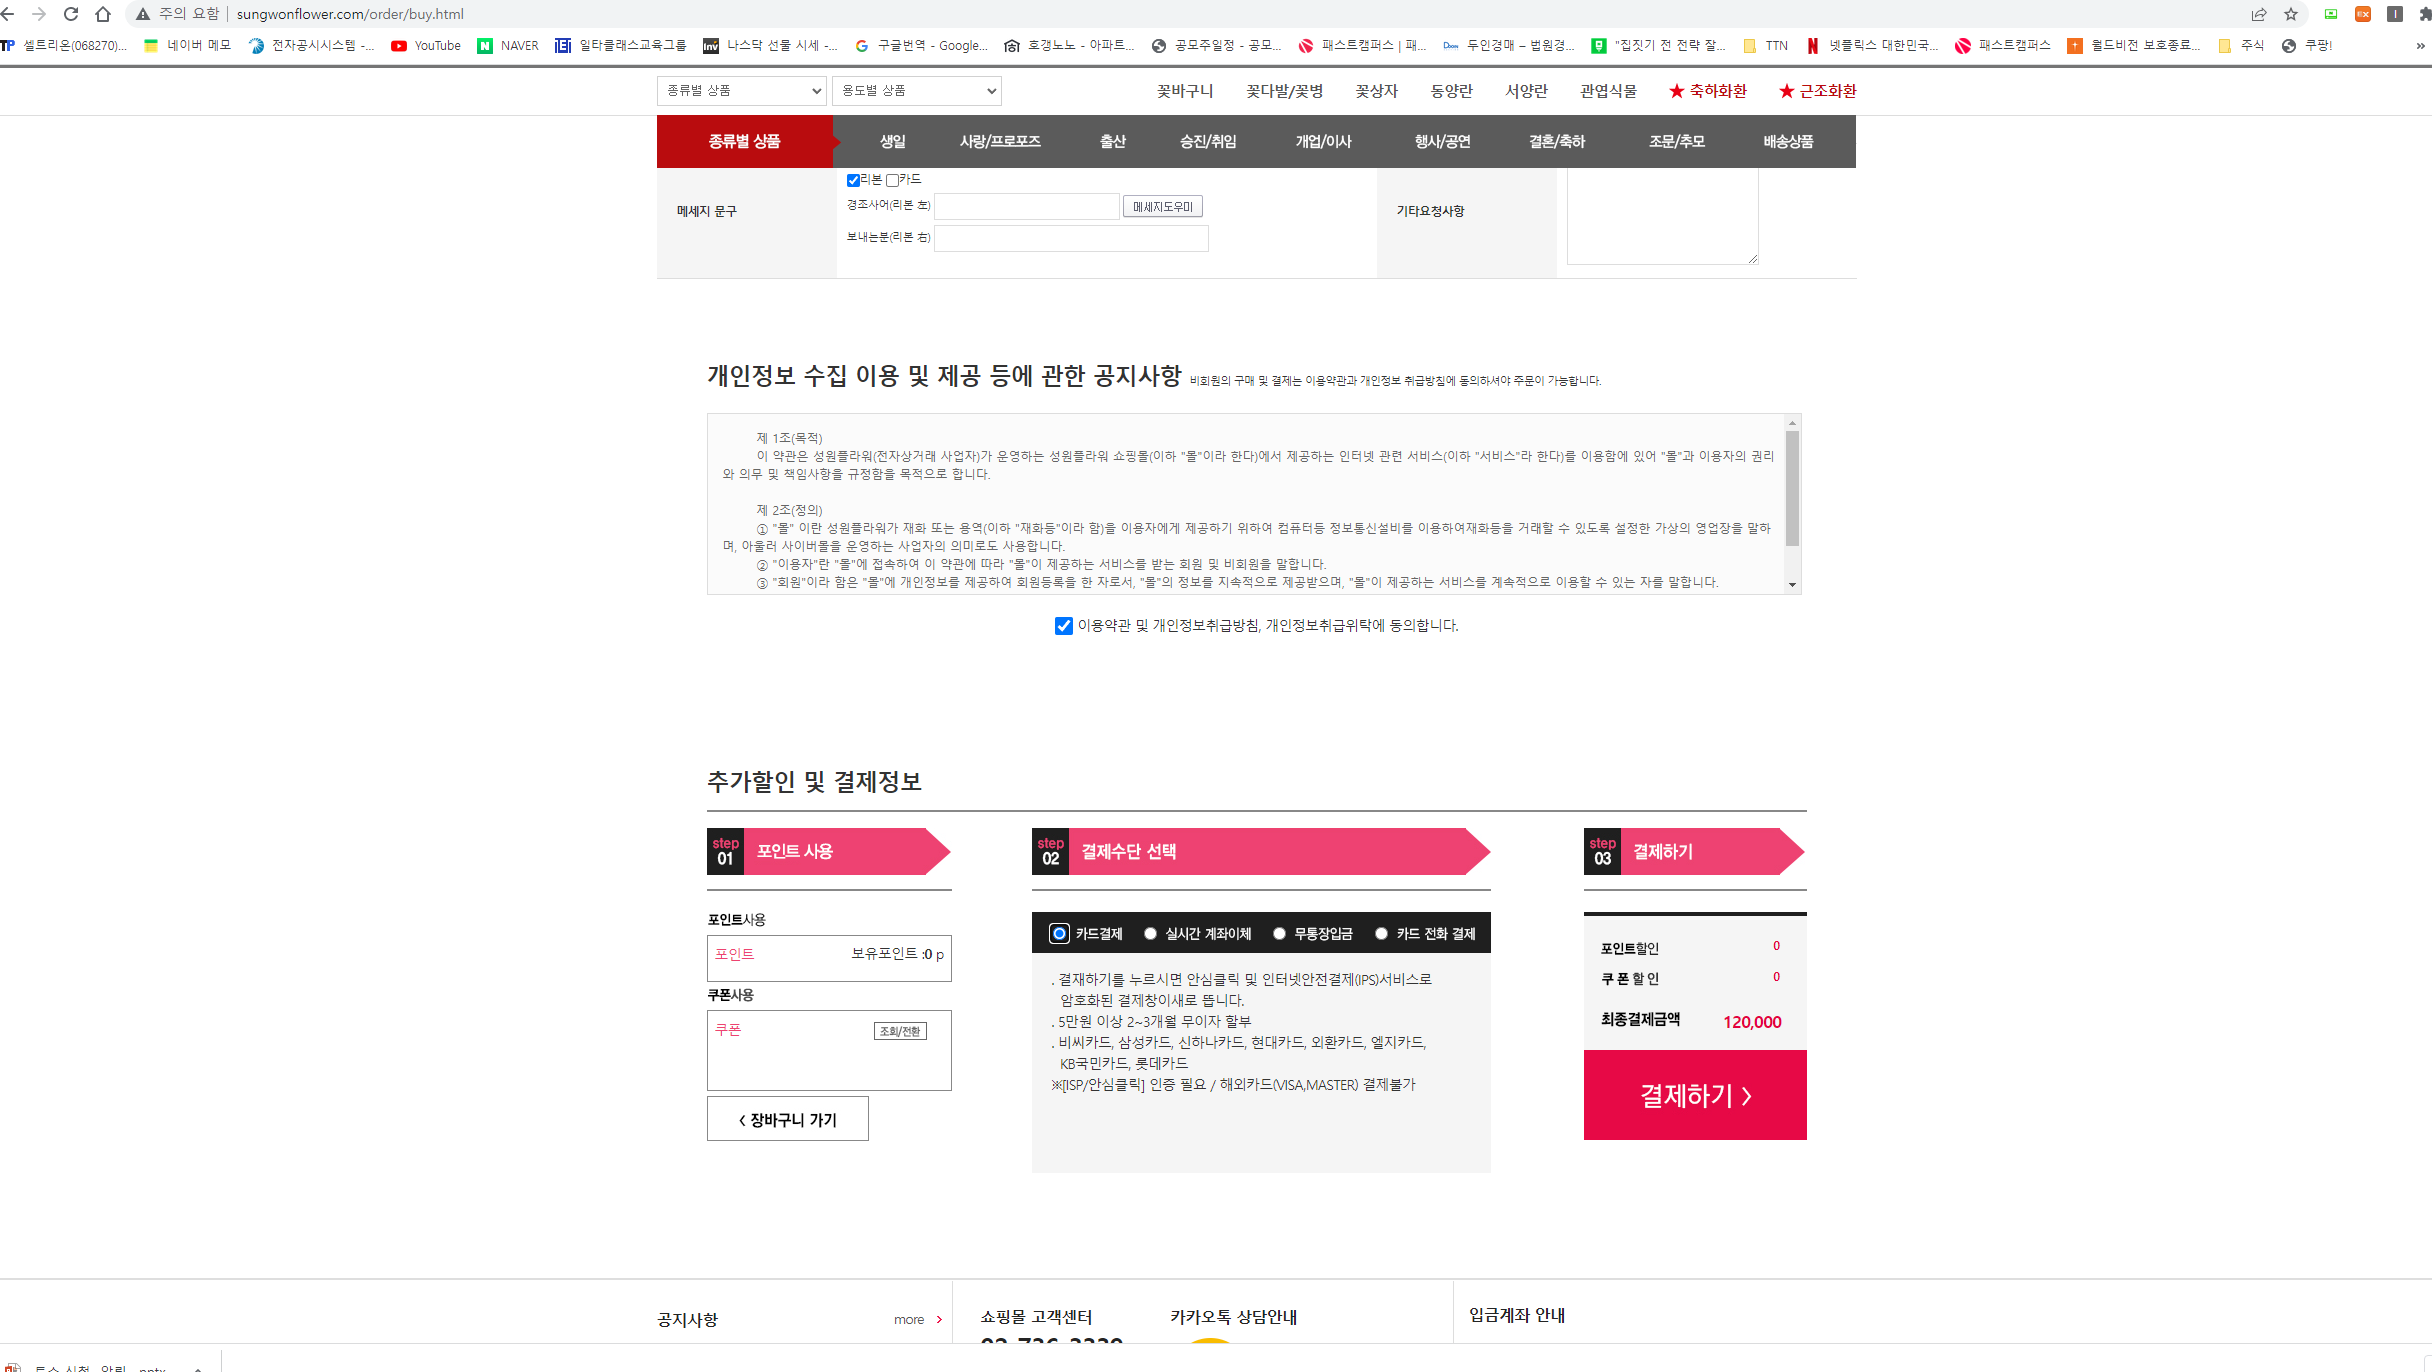 주의 요함 | sungwonflower.com/order/buy.html
셀트리온(068270)... 네이버 메모 전자공시시스템 -... YouTube NAVER 일타클래스교육그룹 나스닥 선물 시세 -... 구글번역 - Google... 호갱노노 - 아파트... 공모주일정 - 공모... 패스트캠퍼스 | 패... 두인경매 – 법원경... "집짓기 전 전략 잘... TTN 넷플릭스 대한민국... 패스트캠퍼스 월드비전 보호종료... 주식 쿠팡! »
종류별 상품 용도별 상품 꽃바구니 꽃다발/꽃병 꽃상자 동양란 서양란 관엽식물 ★ 축하화환 ★ 근조화환
종류별 상품 생일 사랑/프로포즈 출산 승진/취임 개업/이사 행사/공연 결혼/축하 조문/추모 배송상품
리본 카드
메세지 문구 경조사어(리본 左) 메세지도우미 기타요청사항
보내는분(리본 右)
개인정보 수집 이용 및 제공 등에 관한 공지사항 비회원의 구매 및 결제는 이용약관과 개인정보 취급방침에 동의하셔야 주문이 가능합니다.
제 1조(목적)
이 약관은 성원플라워(전자상거래 사업자)가 운영하는 성원플라워 쇼핑몰(이하 "몰"이라 한다)에서 제공하는 인터넷 관련 서비스(이하 "서비스"라 한다)를 이용함에 있어 "몰"과 이용자의 권리
와 의무 및 책임사항을 규정함을 목적으로 합니다.
제 2조(정의)
① "몰" 이란 성원플라워가 재화 또는 용역(이하 "재화등"이라 함)을 이용자에게 제공하기 위하여 컴퓨터등 정보통신설비를 이용하여재화등을 거래할 수 있도록 설정한 가상의 영업장을 말하
며, 아울러 사이버몰을 운영하는 사업자의 의미로도 사용합니다.
② "이용자"란 "몰"에 접속하여 이 약관에 따라 "몰"이 제공하는 서비스를 받는 회원 및 비회원을 말합니다.
③ "회원"이라 함은 "몰"에 개인정보를 제공하여 회원등록을 한 자로서, "몰"의 정보를 지속적으로 제공받으며, "몰"이 제공하는 서비스를 계속적으로 이용할 수 있는 자를 말합니다.
이용약관 및 개인정보취급방침, 개인정보취급위탁에 동의합니다.
추가할인 및 결제정보
step 01 포인트 사용
포인트사용
포인트 보유포인트 :0 p
쿠폰사용
쿠폰 조회/전환
< 장바구니 가기
step 02 결제수단 선택
카드결제 실시간 계좌이체 무통장입금 카드 전화 결제
. 결재하기를 누르시면 안심클릭 및 인터넷안전결제(IPS)서비스로
암호화된 결제창이새로 뜹니다.
. 5만원 이상 2~3개월 무이자 할부
. 비씨카드, 삼성카드, 신하나카드, 현대카드, 외환카드, 엘지카드,
KB국민카드, 롯데카드
※[ISP/안심클릭] 인증 필요 / 해외카드(VISA,MASTER) 결제불가
step 03 결제하기
포인트할인 0
쿠 폰 할 인 0
최종결제금액 120,000
결제하기 >
공지사항 more >
쇼핑몰 고객센터
카카오톡 상담안내
입금계좌 안내